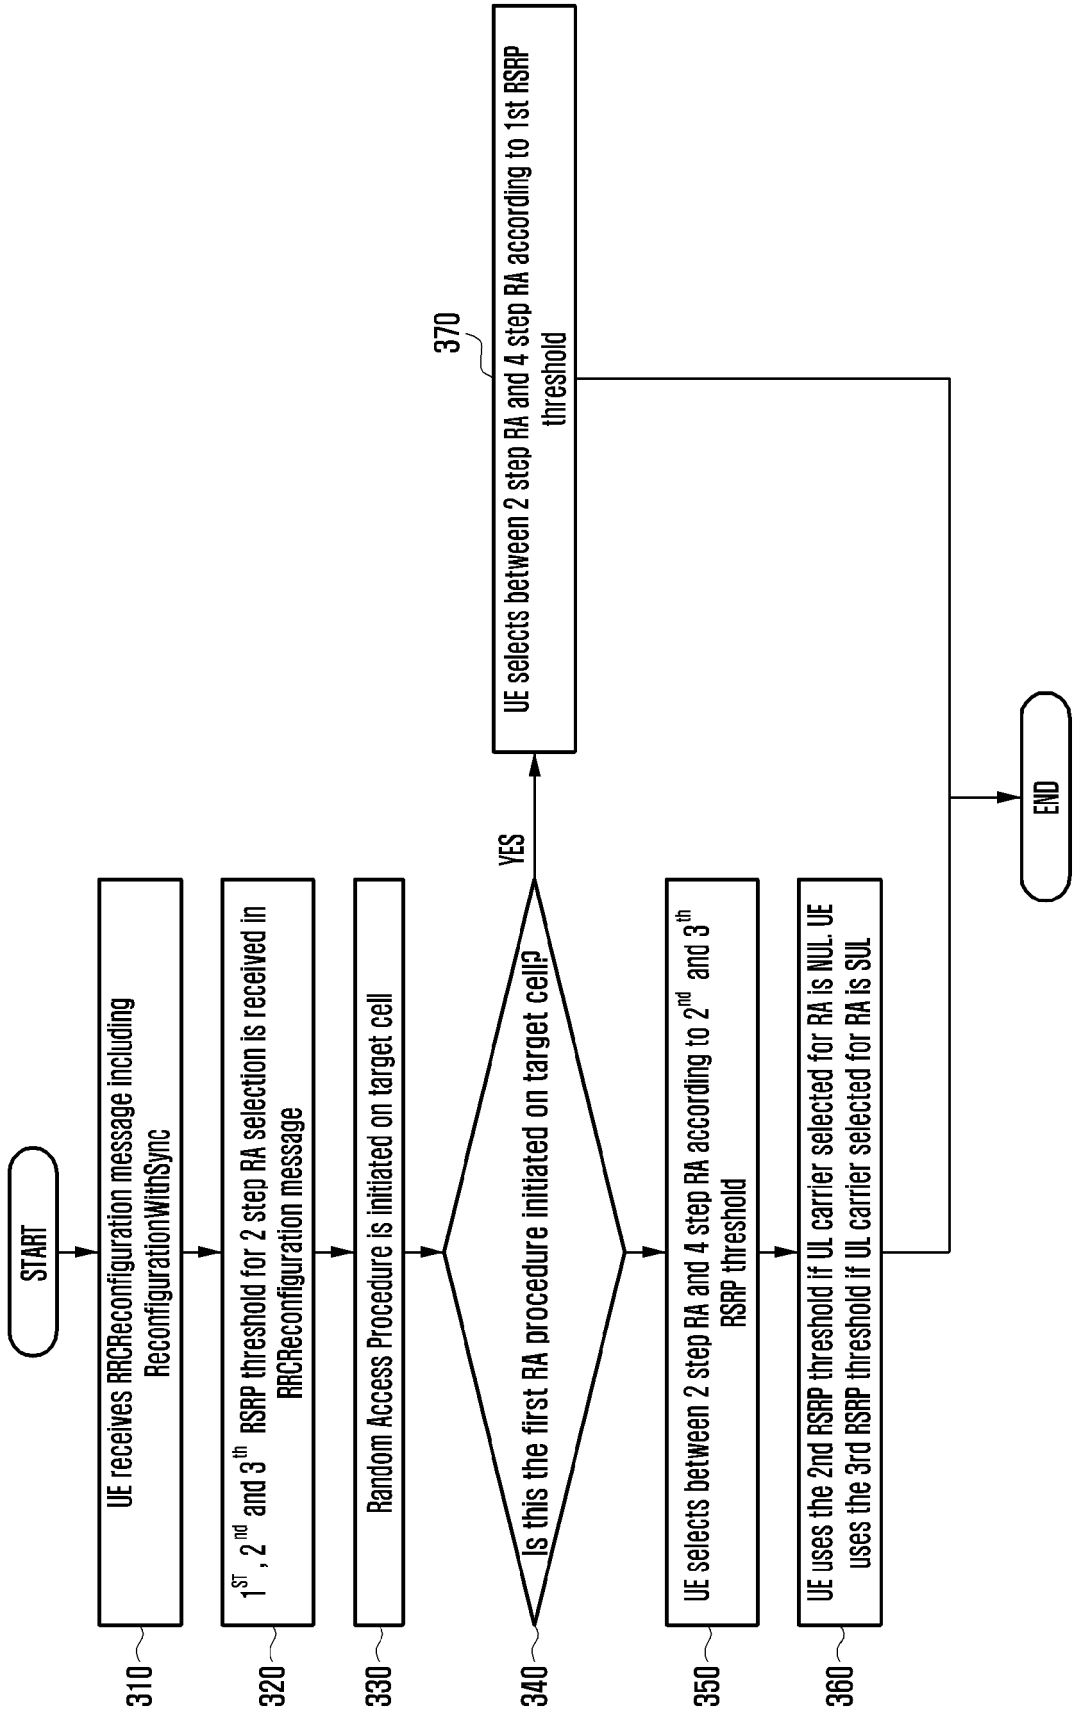 START
310
UE receives RRCReconfiguration message including
ReconfigurationWithSync
320
1ST, 2nd and 3th RSRP threshold for 2 step RA selection is received in
RRCReconfiguration message
330
Random Access Procedure is initiated on target cell
340
Is this the first RA procedure initiated on target cell?
YES
370
UE selects between 2 step RA and 4 step RA according to 1st RSRP
threshold
350
UE selects between 2 step RA and 4 step RA according to 2nd and 3th
RSRP threshold
360
UE uses the 2nd RSRP threshold if UL carrier selected for RA is NUL. UE
uses the 3rd RSRP threshold if UL carrier selected for RA is SUL
END